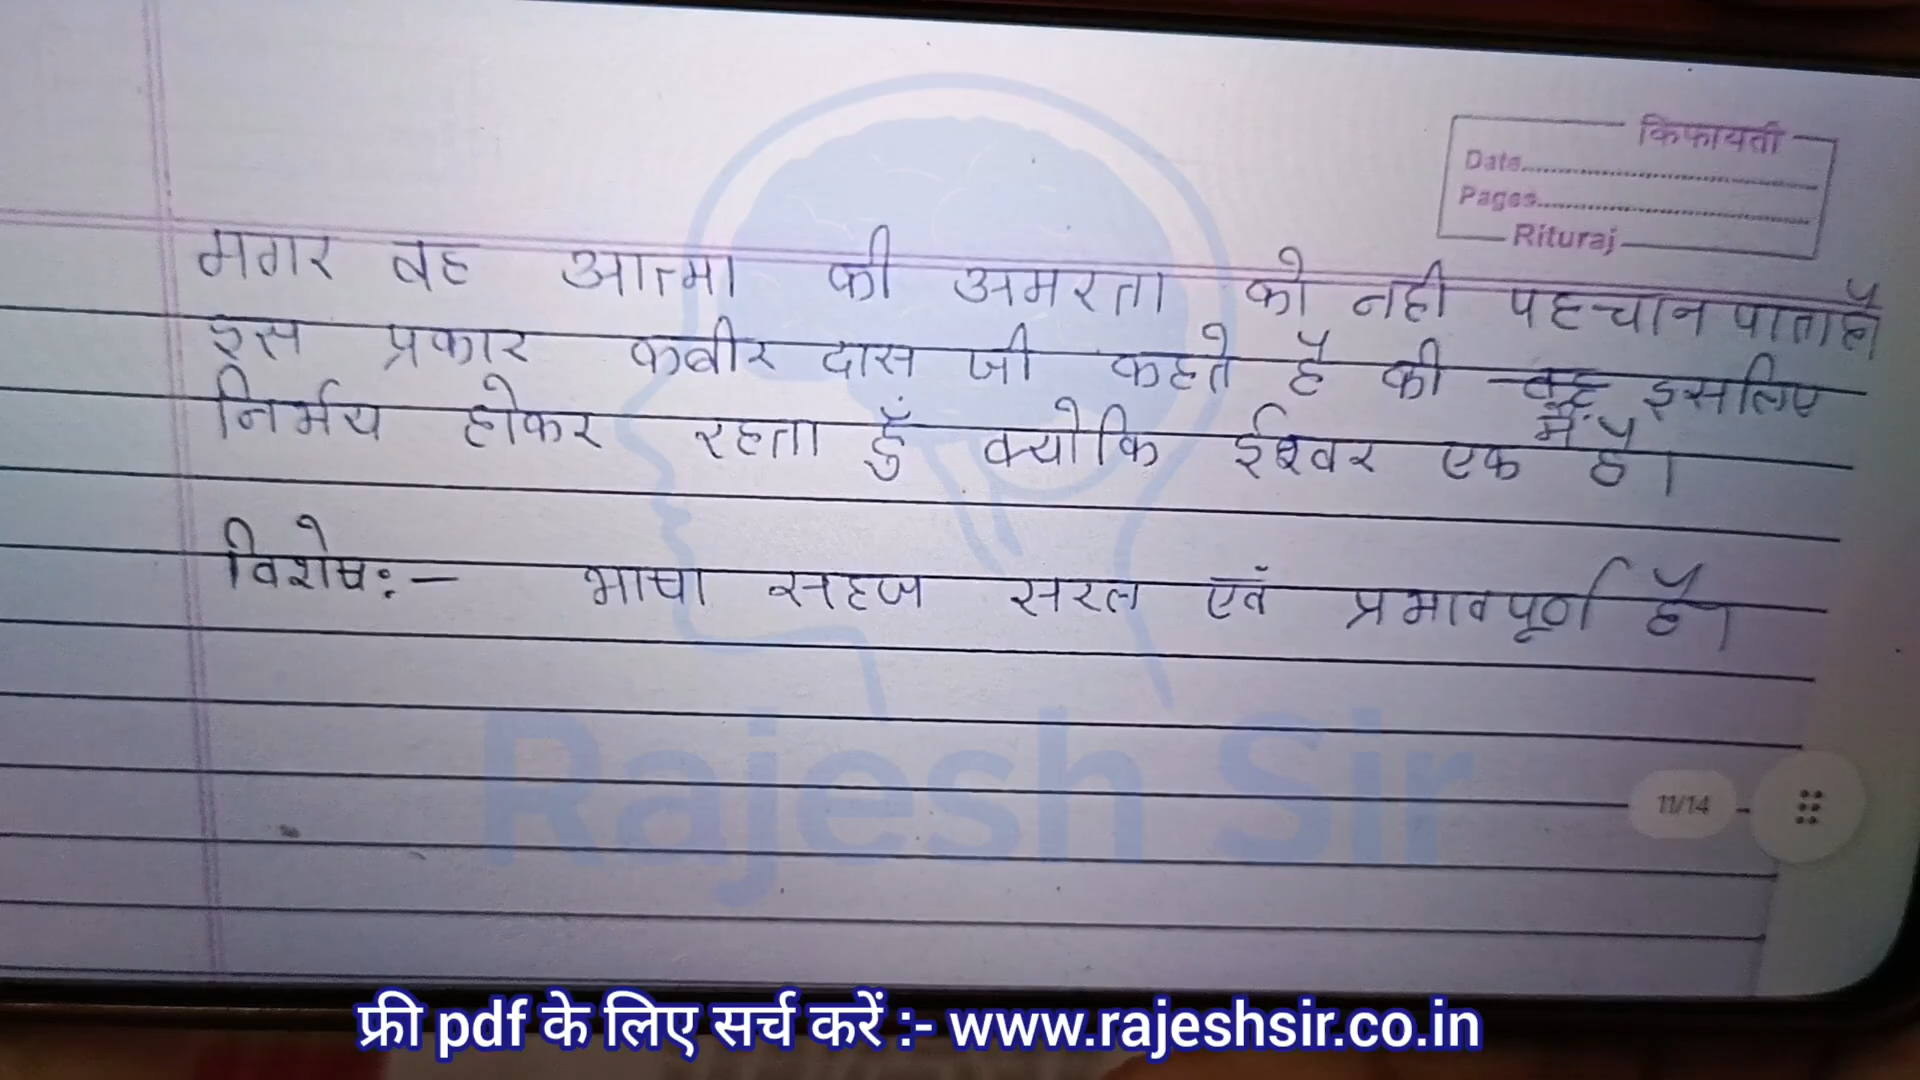 किफायती
Date
Pages
Rituraj
मगर वह आत्मा की अमरता को नही पहचान पाता है
इस प्रकार कबीर दास जी कहते है की वह इसलिए
मैं
निर्भय होकर रहता हुँ क्योकि ईश्वर एक है।
विशेष:- भाषा सहज सरल एवं प्रभावपूर्ण है।
Rajesh Sir
11/14
फ्री pdf के लिए सर्च करें :- www.rajeshsir.co.in